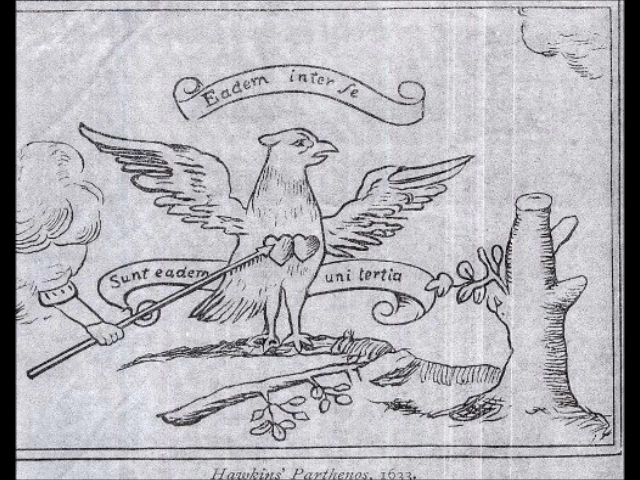 Eadem inter se
Sunt eadem uni tertia
Hawkins' Parthenos, 1633.